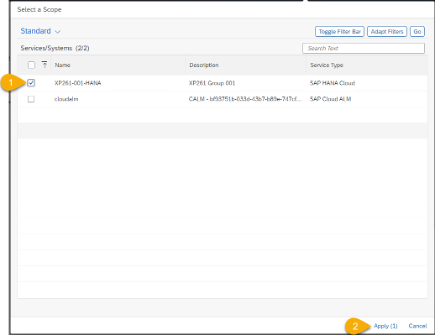 Select a Scope
Standard
Toggle Filter Bar Adapt Filters Go
Services/Systems (2/2) Search Text
Name Description Service Type
1 XP261-001-HANA XP261 Group 001 SAP HANA Cloud
cloudalm CALM - bf93751b-033d-43b7-b89e-747cf... SAP Cloud ALM
2 Apply (1) Cancel